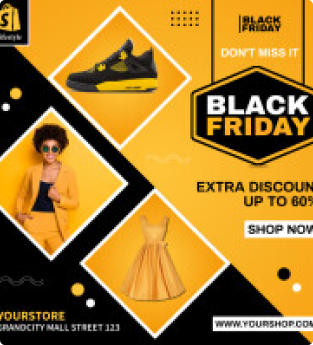 S
lifestyle
BLACK
FRIDAY
DON'T MISS IT
BLACK
FRIDAY
EXTRA DISCOUN
UP TO 60%
SHOP NOW
YOURSTORE
GRANDCITY MALL STREET 123
WWW.YOURSHOP.COM